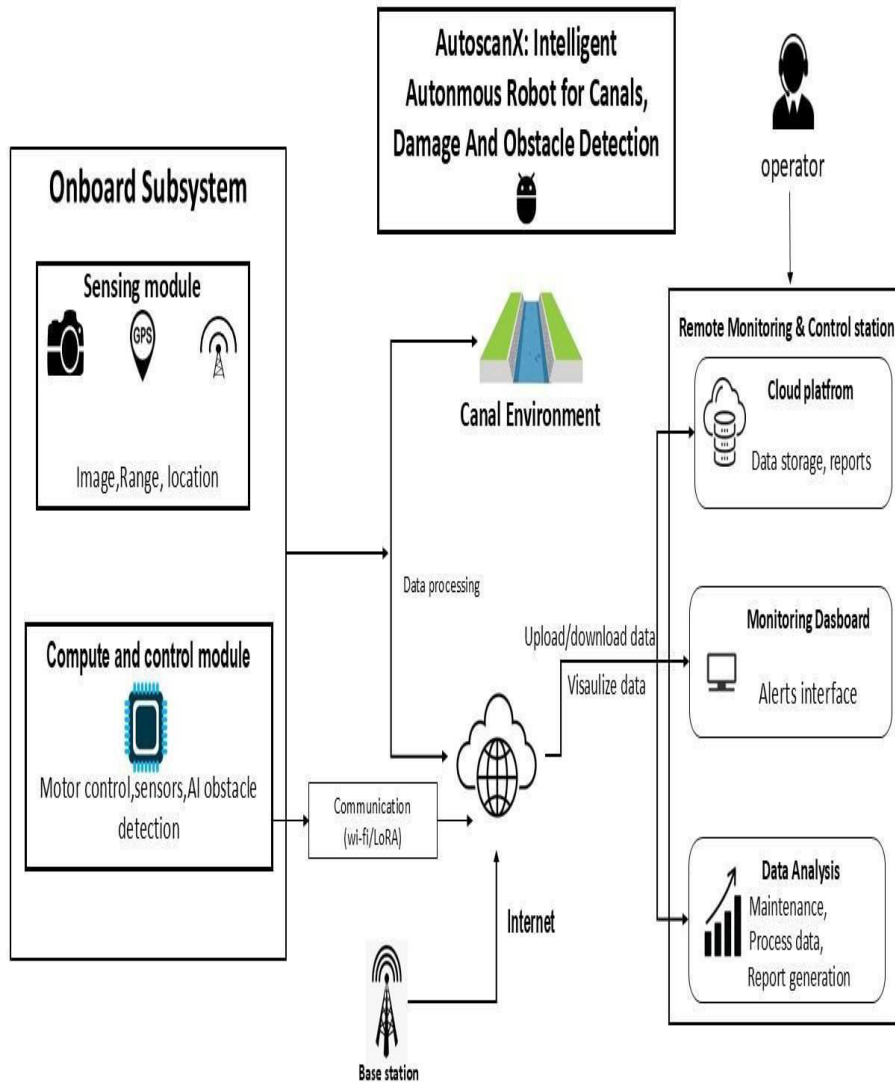 AutoscanX: Intelligent
Autonmous Robot for Canals,
Damage And Obstacle Detection
operator
Onboard Subsystem
Sensing module
GPS
Image,Range, location
Compute and control module
Motor control,sensors,AI obstacle
detection
Communication
(wi-fi/LoRA)
Canal Environment
Data processing
Upload/download data
Visaulize data
Internet
Base station
Remote Monitoring & Control station
Cloud platfrom
Data storage, reports
Monitoring Dasboard
Alerts interface
Data Analysis
Maintenance,
Process data,
Report generation